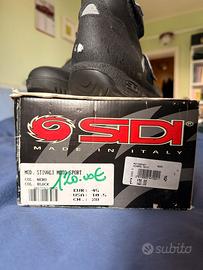 SIDI
MADE IN ITALY
MOD. STIVALI MOTO SPORT
COL. NERO
COL. BLACK
120.00€
EUR: 45
USA: 10.5
CM.: 28
45
subito